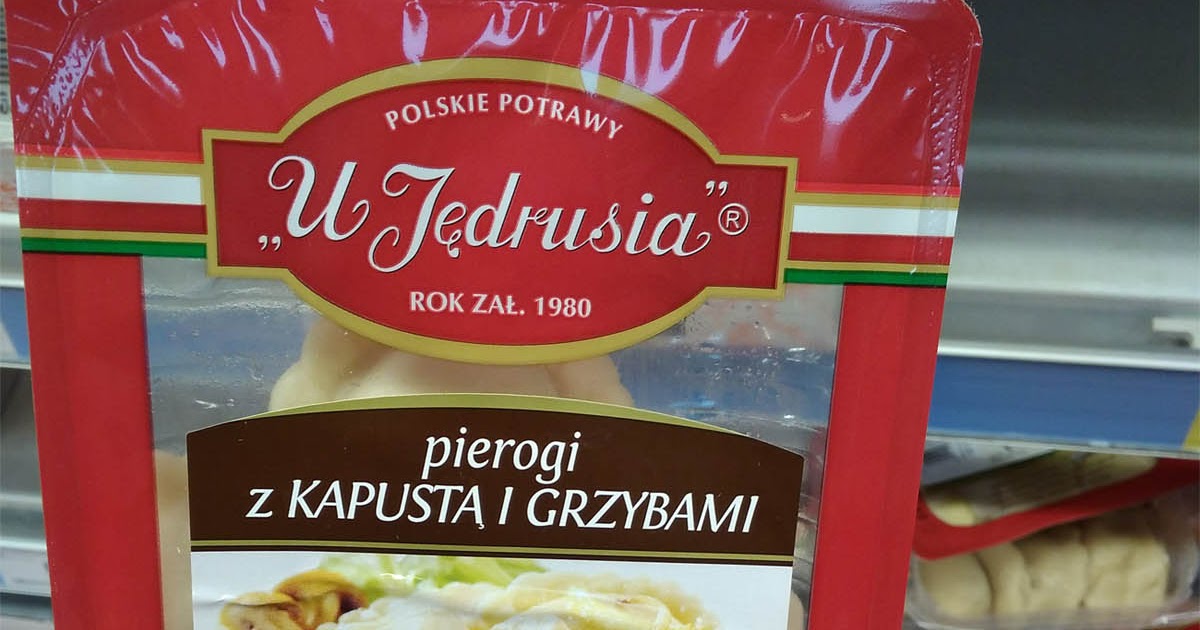 POLSKIE POTRAWY
„U Jędrusia”®
ROK ZAŁ. 1980
pierogi
z KAPUSTĄ I GRZYBAMI